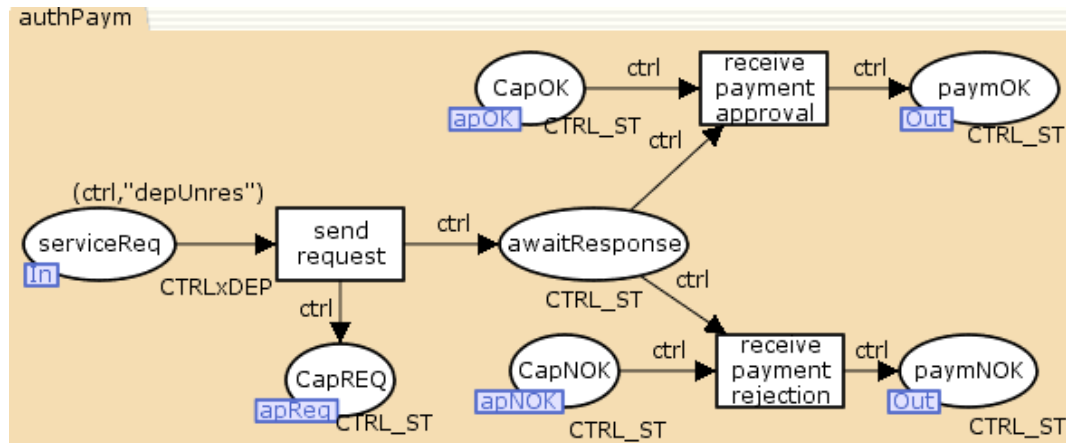 authPaym
CapOK
apOK
CTRL_ST
ctrl
receive
payment
approval
ctrl
paymOK
Out
CTRL_ST
ctrl
(ctrl,"depUnres")
serviceReq
In
CTRLxDEP
send
request
ctrl
awaitResponse
CTRL_ST
ctrl
CapREQ
apReq
CTRL_ST
ctrl
CapNOK
apNOK
CTRL_ST
ctrl
receive
payment
rejection
ctrl
paymNOK
Out
CTRL_ST